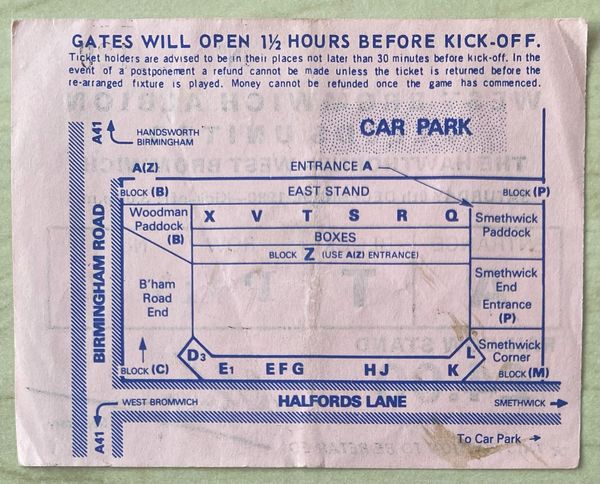 GATES WILL OPEN 1½ HOURS BEFORE KICK-OFF.
Ticket holders are advised to be in their places not later than 30 minutes before kick-off. In the
event of a postponement a refund cannot be made unless the ticket is returned before the
re-arranged fixture is played. Money cannot be refunded once the game has commenced.
A41
HANDSWORTH
BIRMINGHAM
CAR PARK
A(Z)
ENTRANCE A
BLOCK (B)
EAST STAND
BLOCK (P)
Woodman
Paddock
(B)
X V T S R Q
Smethwick
Paddock
BOXES
BLOCK Z (USE A(Z) ENTRANCE)
BIRMINGHAM ROAD
B'ham
Road
End
Smethwick
End
Entrance
(P)
Smethwick
Corner
D3
L
BLOCK (C)
E1 EFG HJ K
BLOCK (M)
A41
WEST BROMWICH
HALFORDS LANE
SMETHWICK
To Car Park